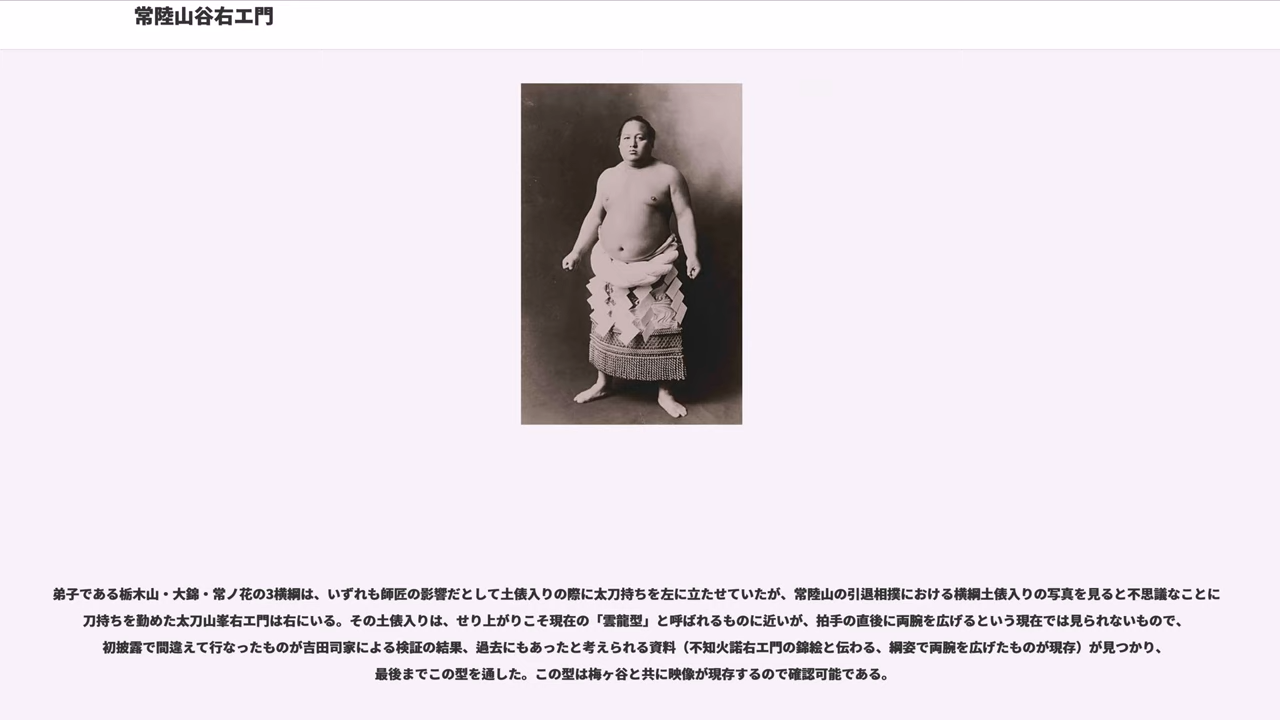 常陸山谷右エ門
弟子である栃木山・大錦・常ノ花の3横綱は、いずれも師匠の影響だとして土俵入りの際に太刀持ちを左に立たせていたが、常陸山の引退相撲における横綱土俵入りの写真を見ると不思議なことに
刀持ちを勤めた太刀山峯右エ門は右にいる。その土俵入りは、せり上がりこそ現在の「雲龍型」と呼ばれるものに近いが、拍手の直後に両腕を広げるという現在では見られないもので、
初披露で間違えて行なったものが吉田司家による検証の結果、過去にもあったと考えられる資料（不知火諾右エ門の錦絵と伝わる、綱姿で両腕を広げたものが現存）が見つかり、
最後までこの型を通した。この型は梅ヶ谷と共に映像が現存するので確認可能である。